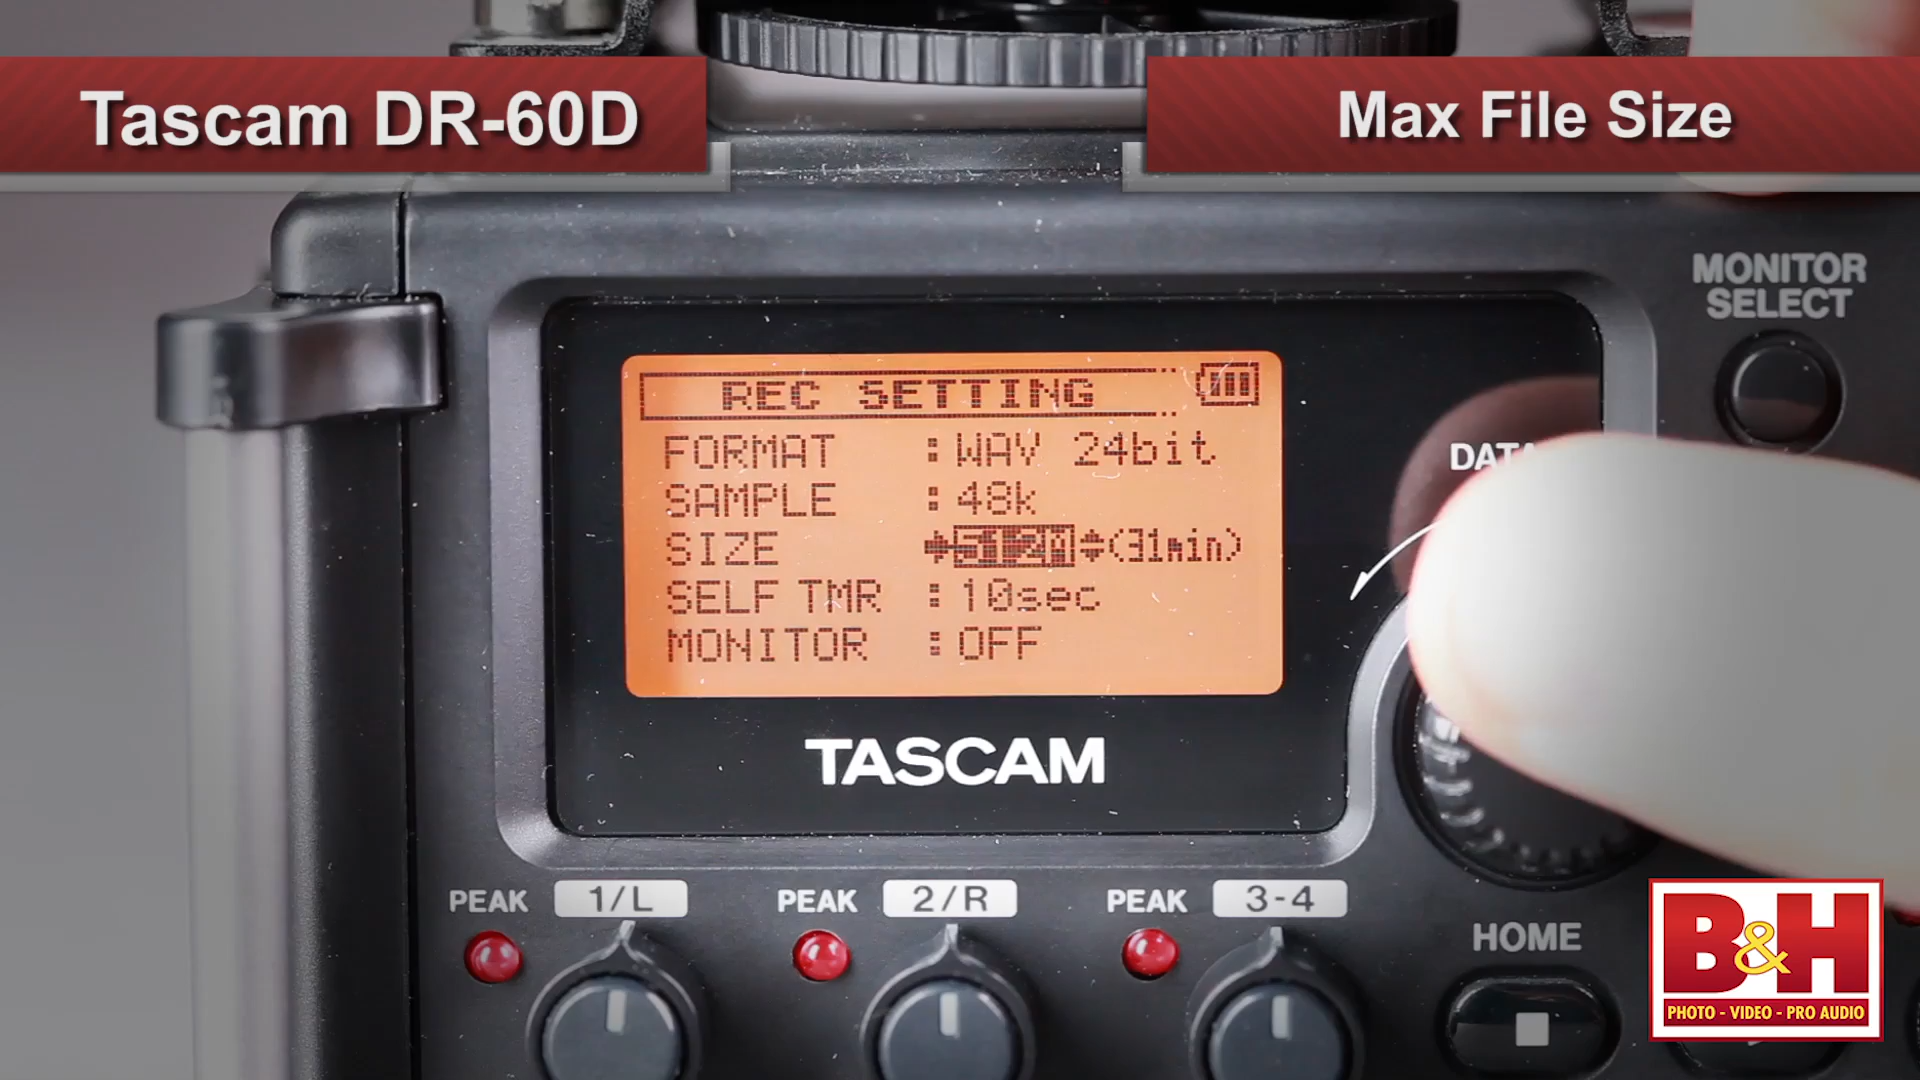 Tascam DR-60D
Max File Size
MONITOR
SELECT
REC SETTING
FORMAT : WAV 24bit
SAMPLE : 48k
SIZE 512M (31min)
SELF TMR : 10sec
MONITOR : OFF
DATA
TASCAM
PEAK 1/L PEAK 2/R PEAK 3-4
HOME
B&H
PHOTO - VIDEO - PRO AUDIO